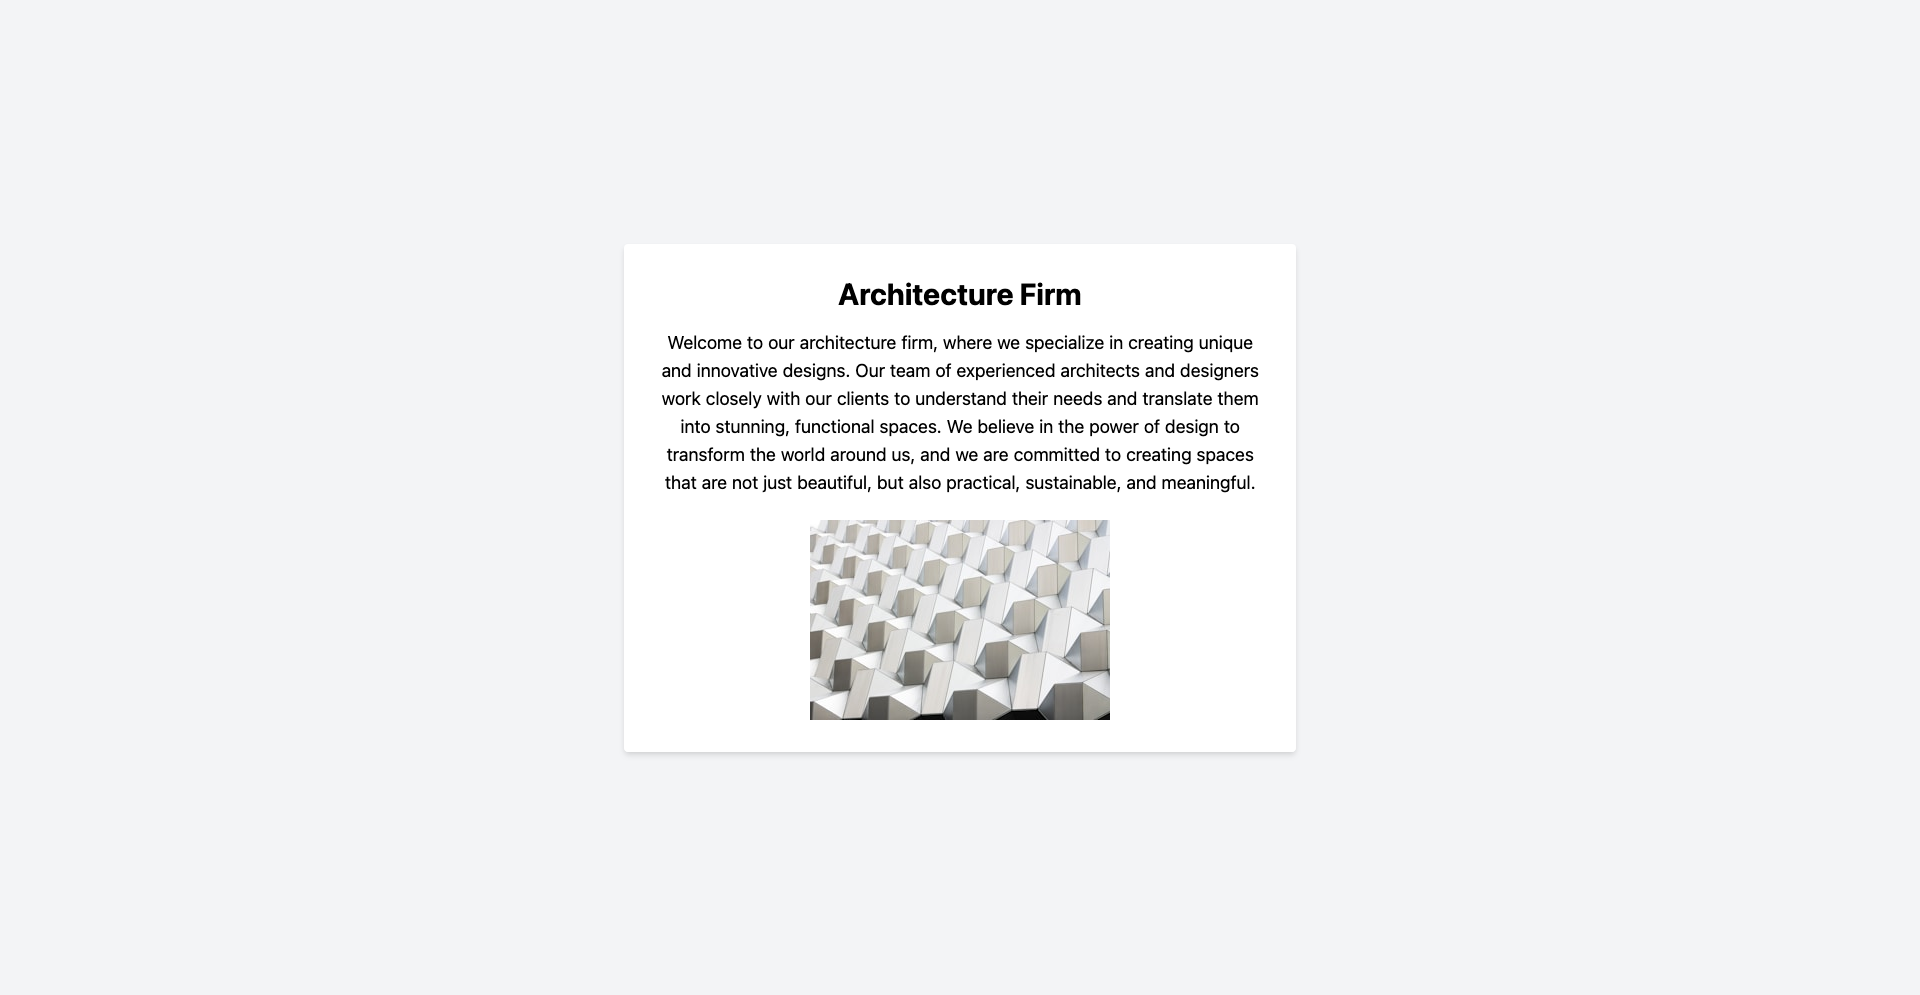 Architecture Firm
Welcome to our architecture firm, where we specialize in creating unique
and innovative designs. Our team of experienced architects and designers
work closely with our clients to understand their needs and translate them
into stunning, functional spaces. We believe in the power of design to
transform the world around us, and we are committed to creating spaces
that are not just beautiful, but also practical, sustainable, and meaningful.